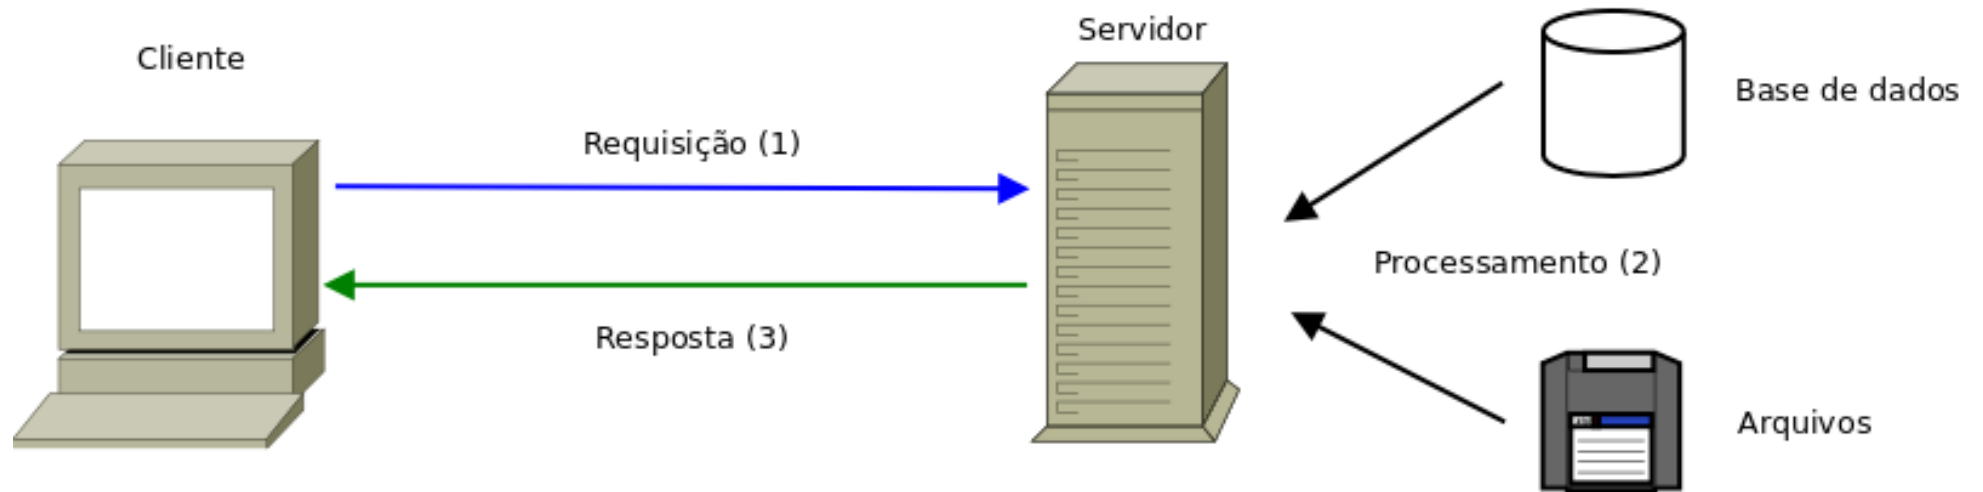 Cliente
Servidor
Base de dados
Requisição (1)
Processamento (2)
Resposta (3)
Arquivos